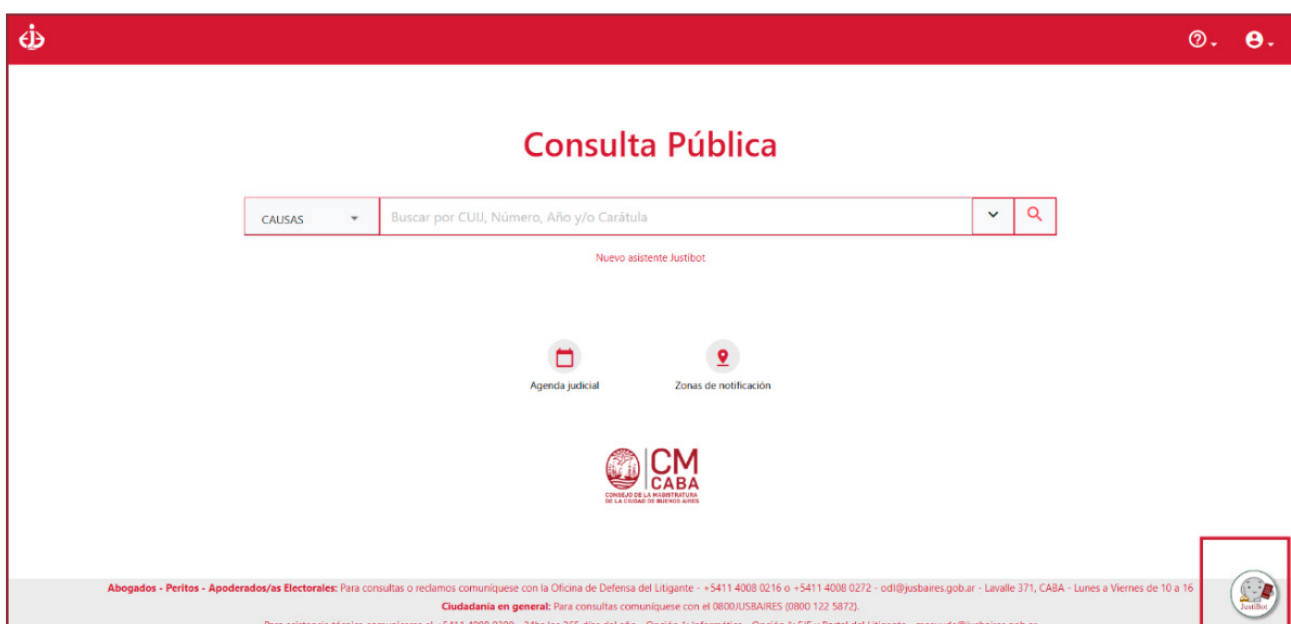 Consulta Pública
CAUSAS
Buscar por CUIJ, Número, Año y/o Carátula
Nuevo asistente Justibot
Agenda judicial
Zonas de notificación
CM
CABA
CONSEJO DE LA MAGISTRATURA
DE LA CIUDAD DE BUENOS AIRES
Abogados - Peritos - Apoderados/as Electorales: Para consultas o reclamos comuníquese con la Oficina de Defensa del Litigante - +5411 4008 0216 o +5411 4008 0272 - odl@jusbaires.gob.ar - Lavalle 371, CABA - Lunes a Viernes de 10 a 16
Ciudadanía en general: Para consultas comuníquese con el 0800JUSBAIRES (0800 122 5872).
JustiBot